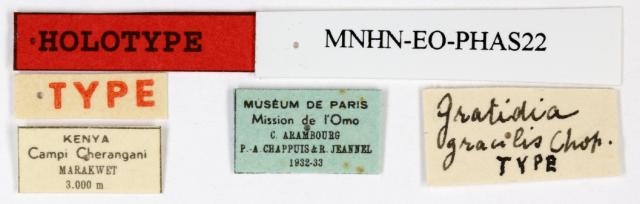 HOLOTYPE
MNHN-EO-PHAS22
TYPE
KENYA
Campi Cherangani
MARAKWET
3.000 m
MUSÉUM DE PARIS
Mission de l'Omo
C. ARAMBOURG
P.-A. CHAPPUIS & R. JEANNEL
1932-33
Gratidia
gracilis Chop.
TYPE